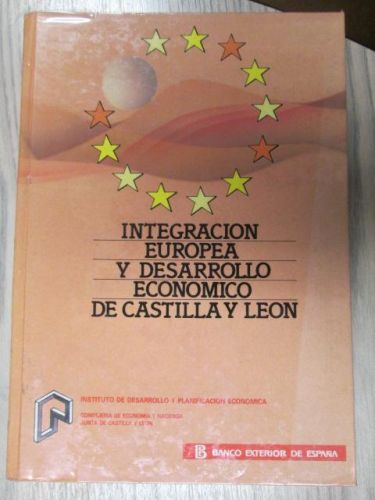 INTEGRACION
EUROPEA
Y DESARROLLO
ECONOMICO
DE CASTILLA Y LEON
INSTITUTO DE DESARROLLO Y PLANIFICACION ECONOMICA
CONSEJERIA DE ECONOMIA Y HACIENDA
JUNTA DE CASTILLA Y LEON
BANCO EXTERIOR DE ESPAÑA